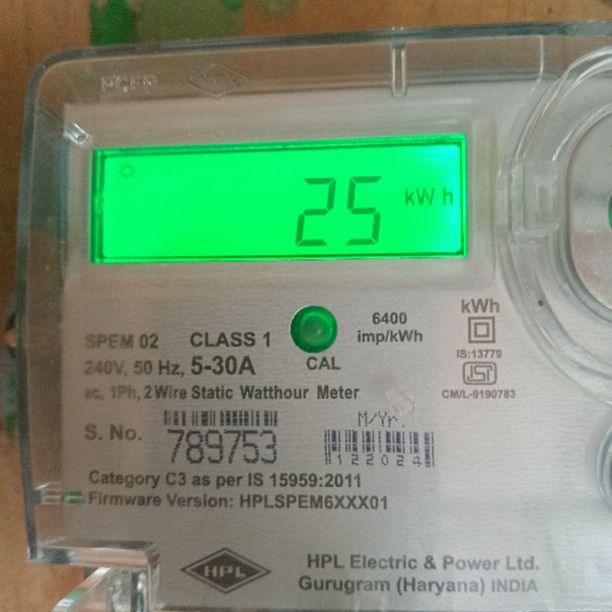 HPL
25 kWh
SPEM 02 CLASS 1
6400
imp/kWh
kWh
240V, 50 Hz, 5-30A
CAL
IS:13779
ac, 1Ph, 2 Wire Static Watthour Meter
CM/L-9190783
S. No. 789753
M/Yr.
122024
Category C3 as per IS 15959:2011
Firmware Version: HPLSPEM6XXX01
HPL
HPL Electric & Power Ltd.
Gurugram (Haryana) INDIA